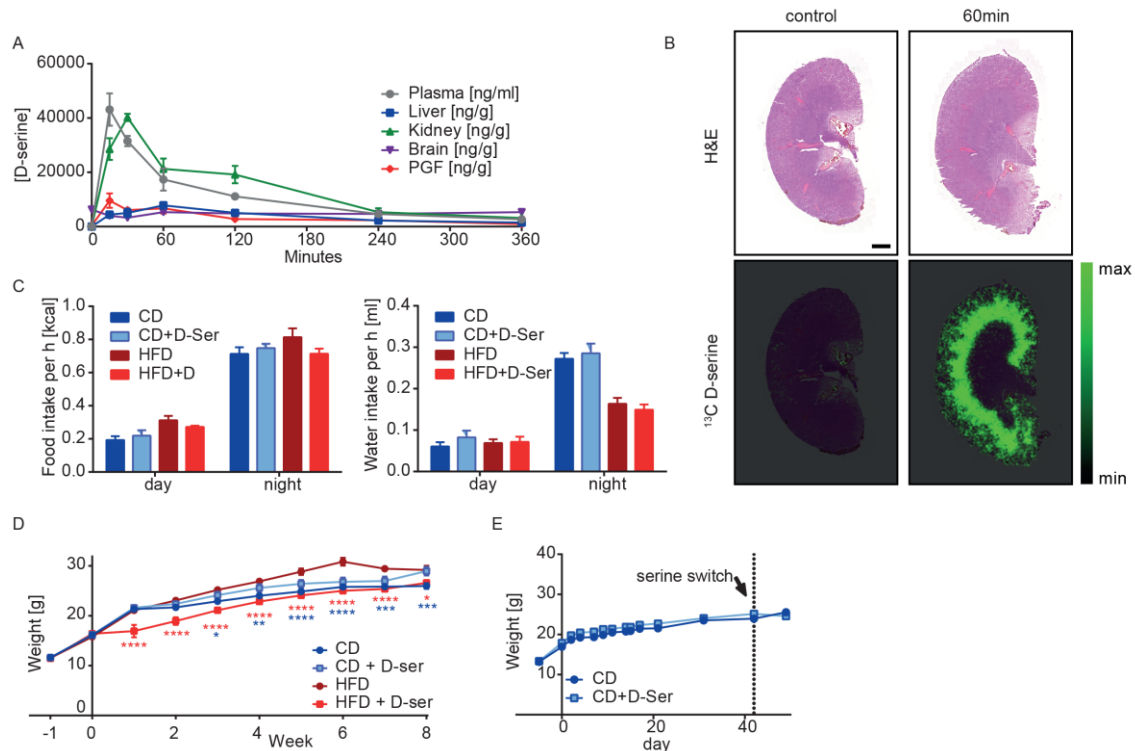 A
60000
40000
20000
0
[D-serine]
Plasma [ng/ml]
Liver [ng/g]
Kidney [ng/g]
Brain [ng/g]
PGF [ng/g]
0 60 120 180 240 300 360
Minutes
B
control 60min
H&E
13C D-serine
max
min
C
1.0
0.8
0.6
0.4
0.2
0.0
Food intake per h [kcal]
CD
CD+D-Ser
HFD
HFD+D
day night
0.4
0.3
0.2
0.1
0.0
Water intake per h [ml]
CD
CD+D-Ser
HFD
HFD+D-Ser
day night
D
30
20
10
0
Weight [g]
**** **** **** **** **** **** **** *
* ** **** **** *** ***
CD
CD + D-ser
HFD
HFD + D-ser
-1 0 2 4 6 8
Week
E
40
30
20
10
Weight [g]
serine switch
CD
CD+D-Ser
0 20 40
day